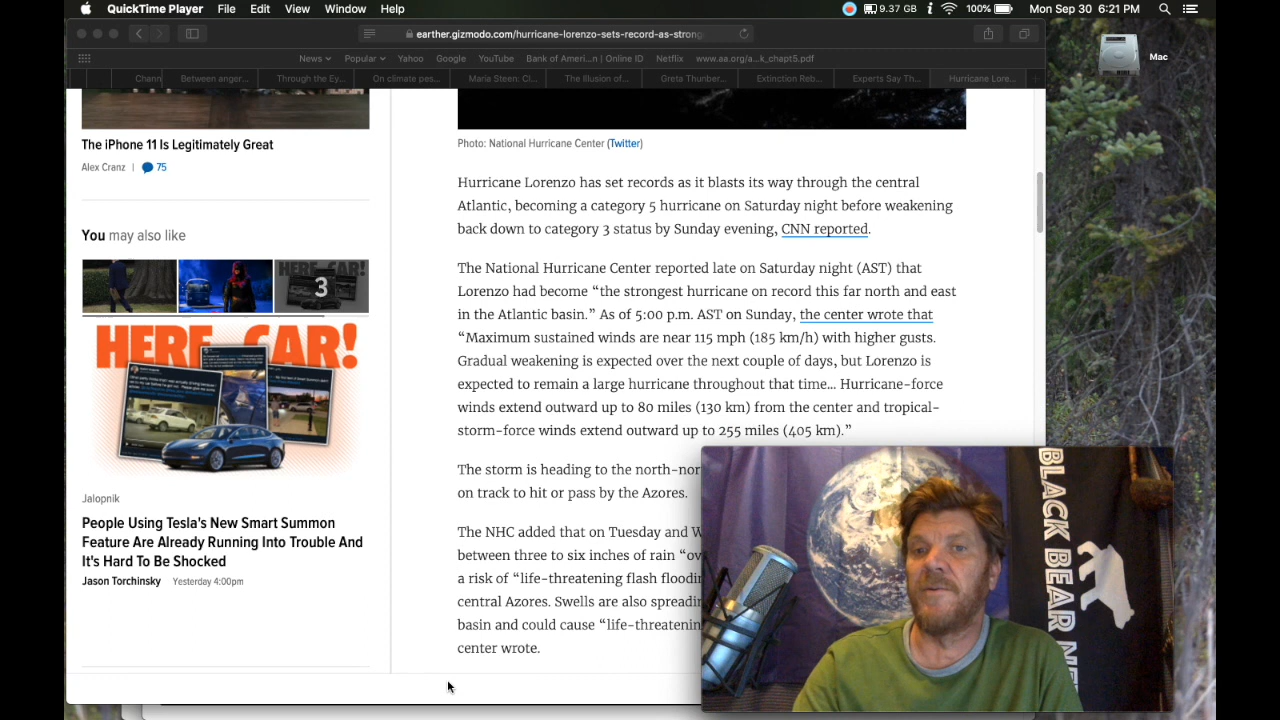 QuickTime Player File Edit View Window Help 9.37 GB 100% Mon Sep 30 6:21 PM
earther.gizmodo.com/hurricane-lorenzo-sets-record-as-strong
News Popular Yahoo Google YouTube Bank of Ameri...n | Online ID Netflix www.aa.org/a...k_chapt5.pdf
Chann Between anger... Through the Ey... On climate pes... Maria Steen: Cl... The Illusion of... Greta Thunber... Extinction Reb... Experts Say Th... Hurricane Lore...
Mac
The iPhone 11 Is Legitimately Great
Alex Cranz | 75
You may also like
HERE CAR!
3
HERE, CAR!
Jalopnik
People Using Tesla's New Smart Summon
Feature Are Already Running Into Trouble And
It's Hard To Be Shocked
Jason Torchinsky Yesterday 4:00pm
Photo: National Hurricane Center (Twitter)
Hurricane Lorenzo has set records as it blasts its way through the central
Atlantic, becoming a category 5 hurricane on Saturday night before weakening
back down to category 3 status by Sunday evening, CNN reported.
The National Hurricane Center reported late on Saturday night (AST) that
Lorenzo had become “the strongest hurricane on record this far north and east
in the Atlantic basin.” As of 5:00 p.m. AST on Sunday, the center wrote that
“Maximum sustained winds are near 115 mph (185 km/h) with higher gusts.
Gradual weakening is expected over the next couple of days, but Lorenzo is
expected to remain a large hurricane throughout that time... Hurricane-force
winds extend outward up to 80 miles (130 km) from the center and tropical-
storm-force winds extend outward up to 255 miles (405 km).”
The storm is heading to the north-nor
on track to hit or pass by the Azores.
The NHC added that on Tuesday and W
between three to six inches of rain “ov
a risk of “life-threatening flash floodi
central Azores. Swells are also spreadi
basin and could cause “life-threatenin
center wrote.
BLACK BEAR NE